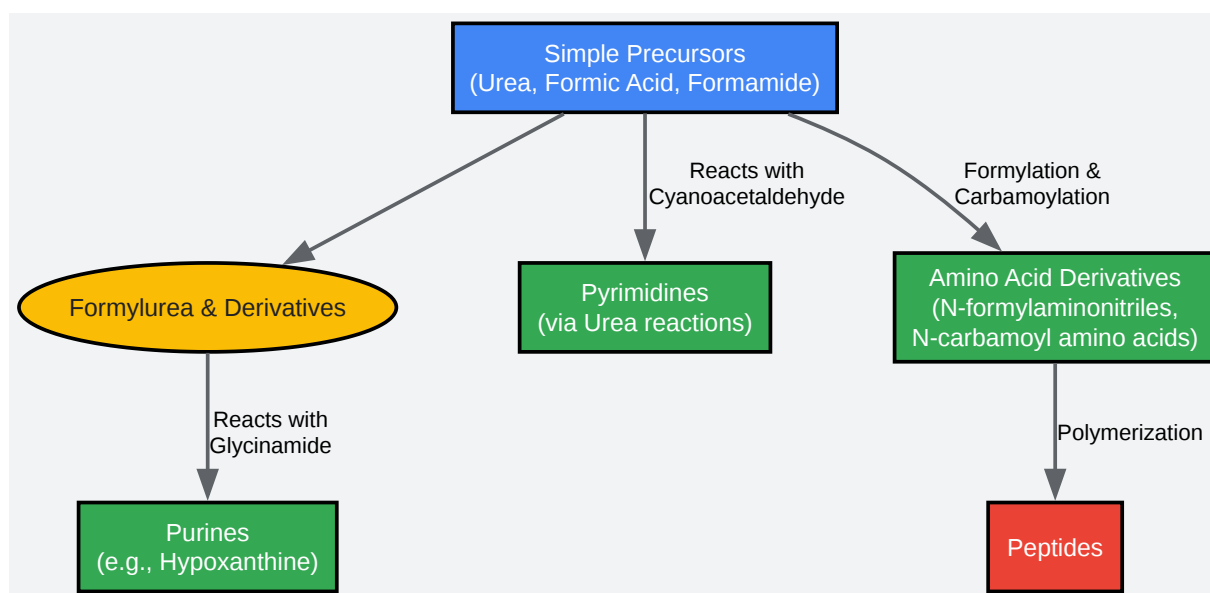 Simple Precursors
(Urea, Formic Acid, Formamide)
Reacts with
Cyanoacetaldehyde
Formylation &
Carbamoylation
Formylurea & Derivatives
Pyrimidines
(via Urea reactions)
Amino Acid Derivatives
(N-formylaminonitriles,
N-carbamoyl amino acids)
Reacts with
Glycinamide
Polymerization
Purines
(e.g., Hypoxanthine)
Peptides